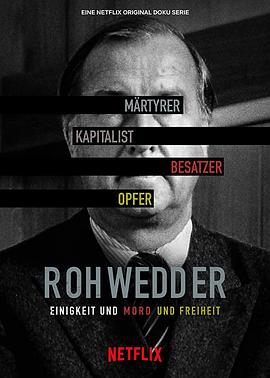 EINE NETFLIX ORIGINAL DOKU SERIE
MÄRTYRER
KAPITALIST
BESATZER
OPFER
ROHWEDDER
EINIGKEIT UND MORD UND FREIHEIT
NETFLIX